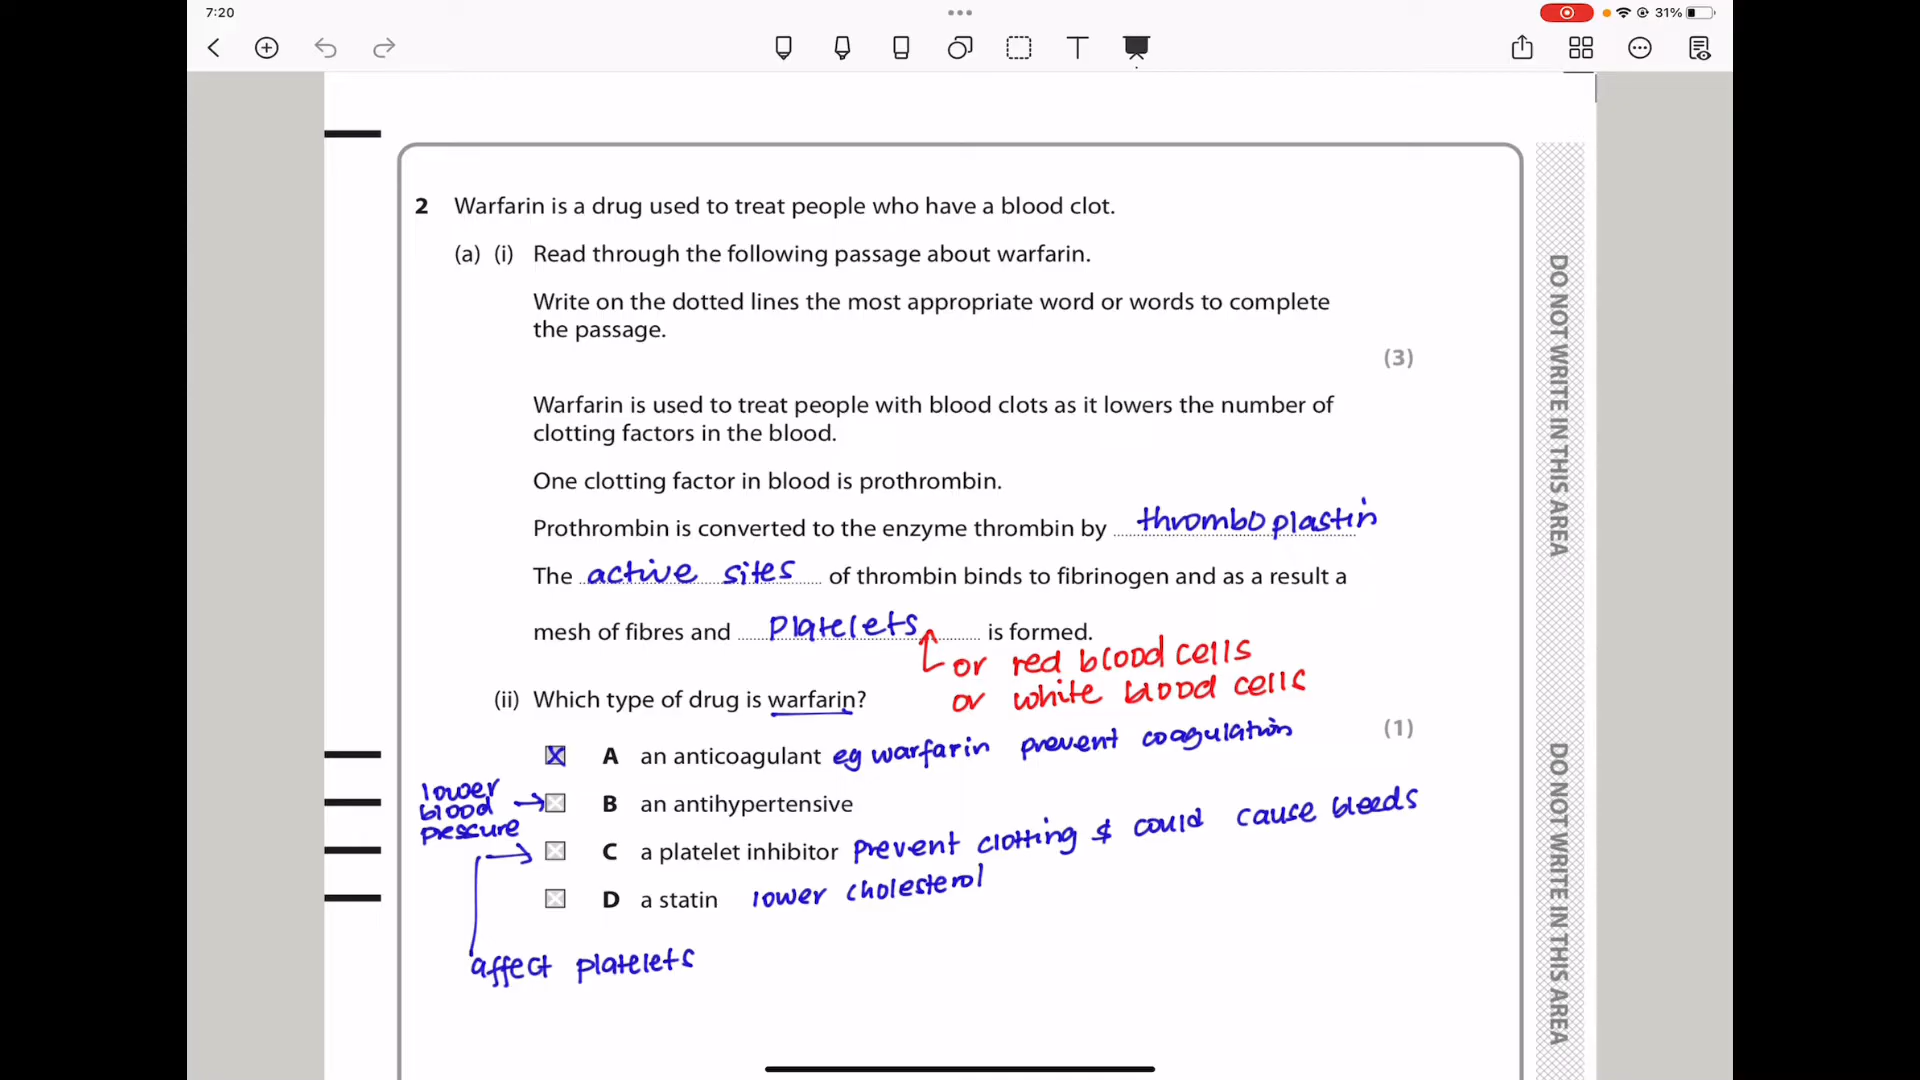 7:20
31%
2 Warfarin is a drug used to treat people who have a blood clot.
(a) (i) Read through the following passage about warfarin.
Write on the dotted lines the most appropriate word or words to complete
the passage.
(3)
Warfarin is used to treat people with blood clots as it lowers the number of
clotting factors in the blood.
One clotting factor in blood is prothrombin.
Prothrombin is converted to the enzyme thrombin by thromboplastin
The active sites of thrombin binds to fibrinogen and as a result a
mesh of fibres and platelets is formed.
or red blood cells
or white blood cells
(ii) Which type of drug is warfarin?
(1)
A an anticoagulant eg warfarin prevent coagulation
lower
blood
pressure
B an antihypertensive
C a platelet inhibitor prevent clotting & could cause bleeds
D a statin lower cholesterol
affect platelets
DO NOT WRITE IN THIS AREA
DO NOT WRITE IN THIS AREA